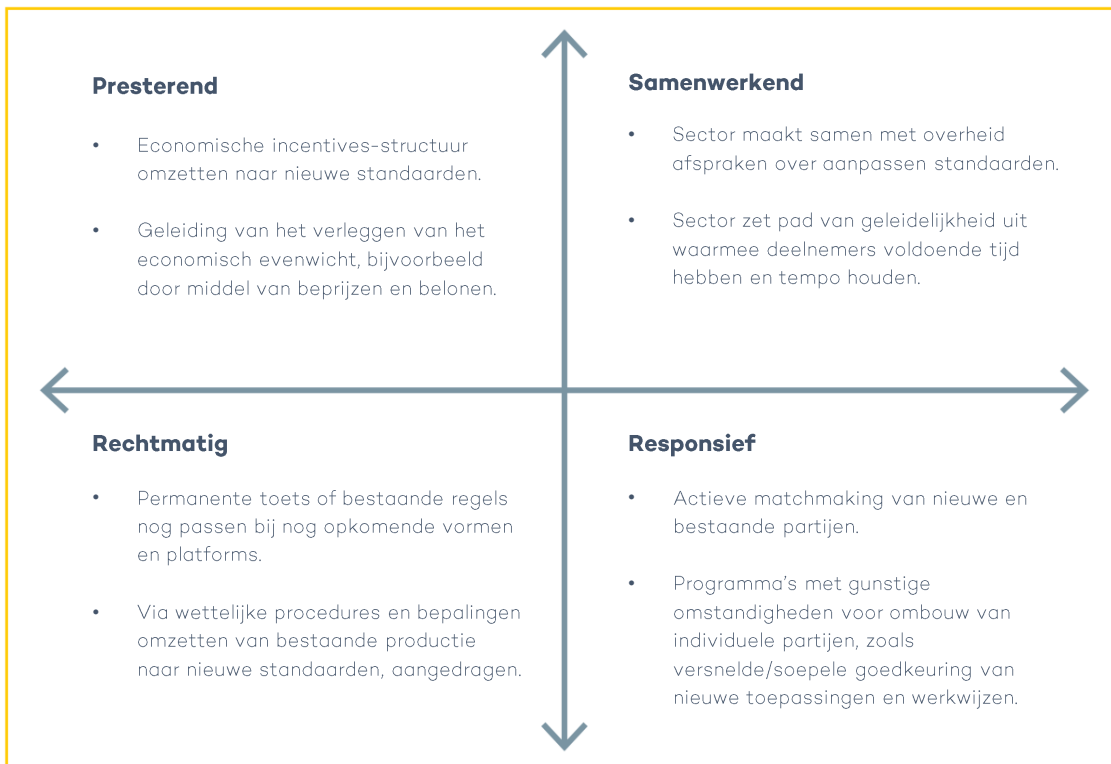 Presterend
• Economische incentives-structuur
omzetten naar nieuwe standaarden.
• Geleiding van het verleggen van het
economisch evenwicht, bijvoorbeeld
door middel van beprijzen en belonen.
Samenwerkend
• Sector maakt samen met overheid
afspraken over aanpassen standaarden.
• Sector zet pad van geleidelijkheid uit
waarmee deelnemers voldoende tijd
hebben en tempo houden.
Rechtmatig
• Permanente toets of bestaande regels
nog passen bij nog opkomende vormen
en platforms.
• Via wettelijke procedures en bepalingen
omzetten van bestaande productie
naar nieuwe standaarden, aangedragen.
Responsief
• Actieve matchmaking van nieuwe en
bestaande partijen.
• Programma's met gunstige
omstandigheden voor ombouw van
individuele partijen, zoals
versnelde/soepele goedkeuring van
nieuwe toepassingen en werkwijzen.